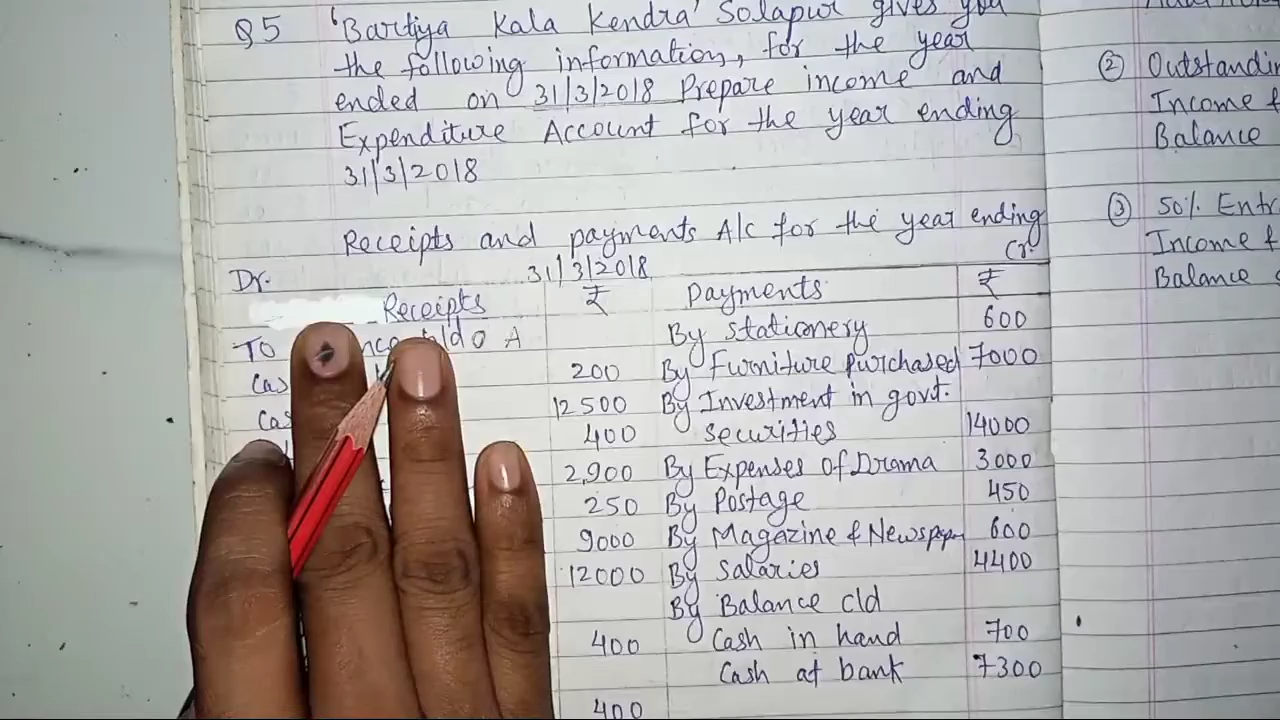 Q5 'Bartiya Kala Kendra' Solapur gives you
the following information, for the year
ended on 31/3/2018 Prepare income and
Expenditure Account for the year ending
31/3/2018
Receipts and payments A/c for the year ending
31/3/2018
Dr. Cr.
Receipts ₹ Payments ₹
To By Stationery 600
200 By Furniture purchased 7000
12500 By Investment in govt.
400 securities 14000
2,900 By Expenses of Drama 3000
250 By Postage 450
9000 By Magazine & Newspaper 600
12000 By Salaries 4400
By Balance c/d
400 Cash in hand 700
Cash at bank 7300
400
②
Income &
Balance
③ 50%
Income &
Balance